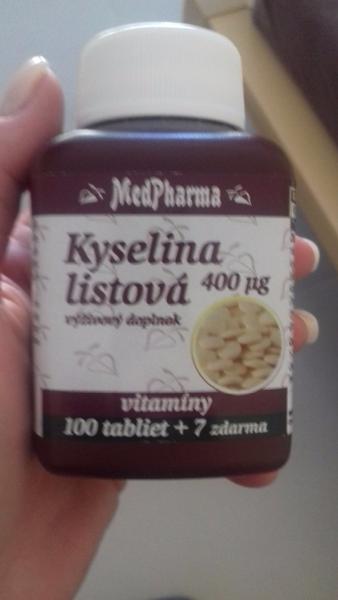 MedPharma
Kyselina
listová 400 µg
výživový doplnok
vitamíny
100 tabliet + 7 zdarma